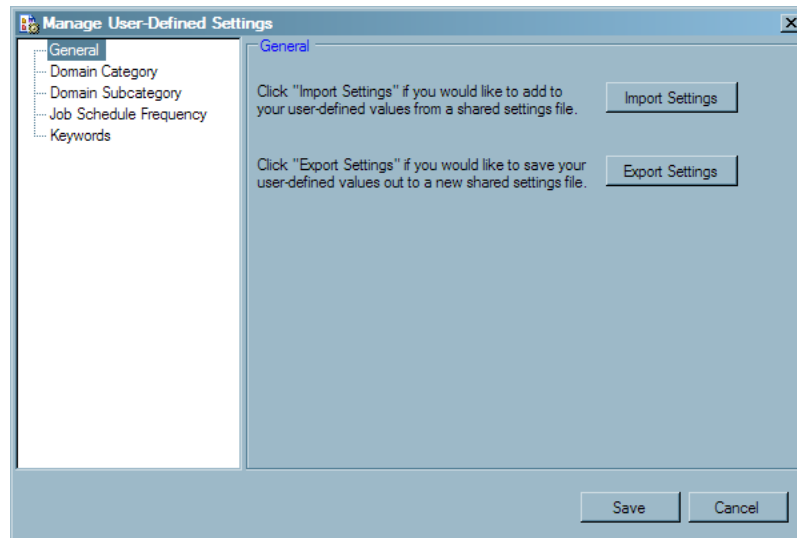 Manage User-Defined Settings
General
Domain Category
Domain Subcategory
Job Schedule Frequency
Keywords
General
Click "Import Settings" if you would like to add to
your user-defined values from a shared settings file.
Import Settings
Click "Export Settings" if you would like to save your
user-defined values out to a new shared settings file.
Export Settings
Save
Cancel